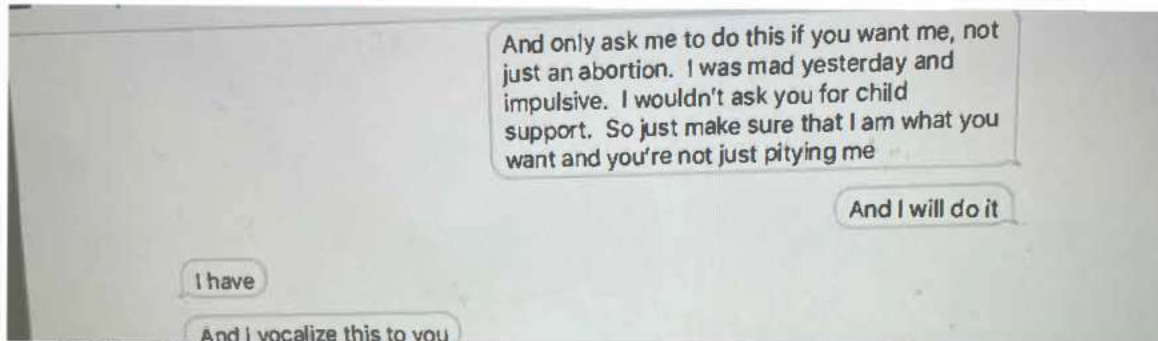 And only ask me to do this if you want me, not
just an abortion. I was mad yesterday and
impulsive. I wouldn't ask you for child
support. So just make sure that I am what you
want and you're not just pitying me
And I will do it
I have
And I vocalize this to you